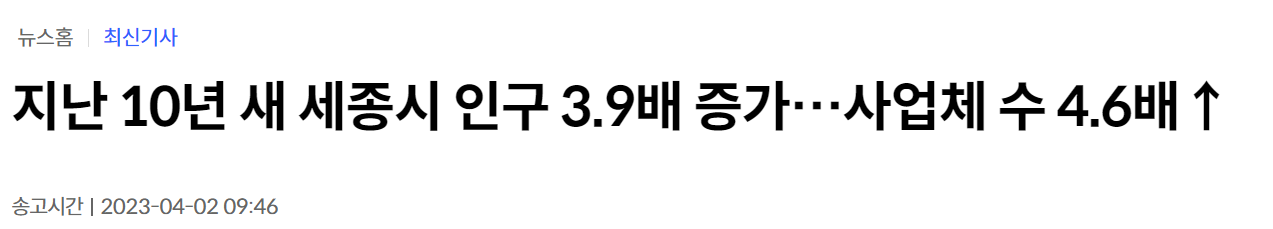 뉴스홈 | 최신기사
지난 10년 새 세종시 인구 3.9배 증가…사업체 수 4.6배↑
송고시간 | 2023-04-02 09:46